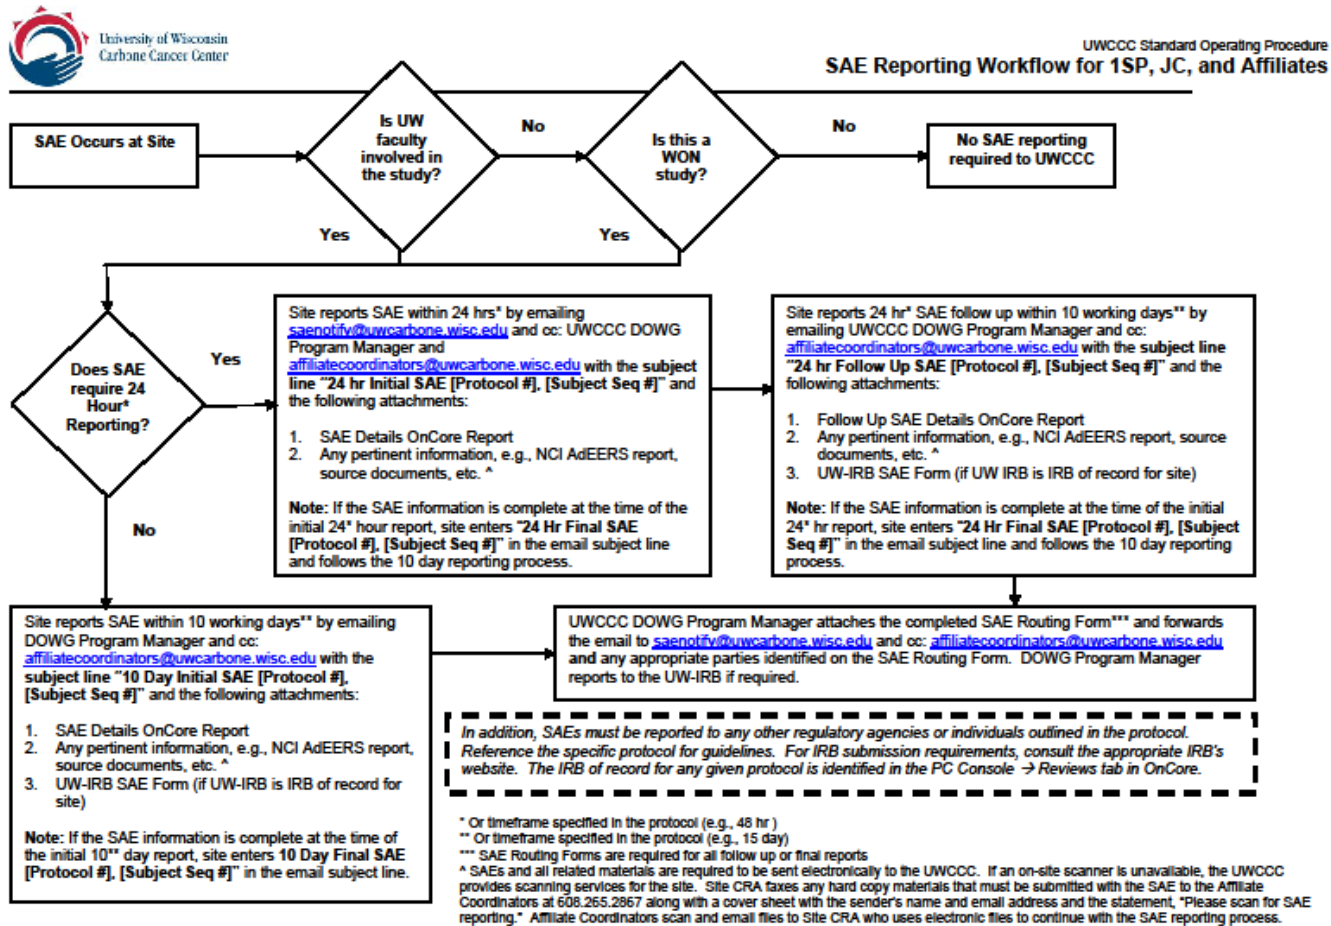 University of Wisconsin
Carbone Cancer Center
UWCCC Standard Operating Procedure
SAE Reporting Workflow for 1SP, JC, and Affiliates
SAE Occurs at Site
Is UW
faculty
involved in
the study?
No
Is this a
WON
study?
No
No SAE reporting
required to UWCCC
Yes
Yes
Does SAE
require 24
Hour*
Reporting?
Yes
No
Site reports SAE within 24 hrs* by emailing
saenotify@uwcarbone.wisc.edu and cc: UWCCC DOWG
Program Manager and
affiliatecoordinators@uwcarbone.wisc.edu with the subject
line "24 hr Initial SAE [Protocol #], [Subject Seq #]" and
the following attachments:
1. SAE Details OnCore Report
2. Any pertinent information, e.g., NCI AdEERS report,
source documents, etc. ^
Note: If the SAE information is complete at the time of the
initial 24* hour report, site enters "24 Hr Final SAE
[Protocol #], [Subject Seq #]" in the email subject line
and follows the 10 day reporting process.
Site reports 24 hr* SAE follow up within 10 working days** by
emailing UWCCC DOWG Program Manager and cc:
affiliatecoordinators@uwcarbone.wisc.edu with the subject line
"24 hr Follow Up SAE [Protocol #], [Subject Seq #]" and the
following attachments:
1. Follow Up SAE Details OnCore Report
2. Any pertinent information, e.g., NCI AdEERS report, source
documents, etc. ^
3. UW-IRB SAE Form (if UW IRB is IRB of record for site)
Note: If the SAE information is complete at the time of the initial
24* hr report, site enters "24 Hr Final SAE [Protocol #], [Subject
Seq #]" in the email subject line and follows the 10 day reporting
process.
Site reports SAE within 10 working days** by emailing
DOWG Program Manager and cc:
affiliatecoordinators@uwcarbone.wisc.edu with the
subject line "10 Day Initial SAE [Protocol #],
[Subject Seq #]" and the following attachments:
1. SAE Details OnCore Report
2. Any pertinent information, e.g., NCI AdEERS report,
source documents, etc. ^
3. UW-IRB SAE Form (if UW-IRB is IRB of record for
site)
Note: If the SAE information is complete at the time of
the initial 10** day report, site enters 10 Day Final SAE
[Protocol #], [Subject Seq #]" in the email subject line.
UWCCC DOWG Program Manager attaches the completed SAE Routing Form*** and forwards
the email to saenotify@uwcarbone.wisc.edu and cc: affiliatecoordinators@uwcarbone.wisc.edu
and any appropriate parties identified on the SAE Routing Form. DOWG Program Manager
reports to the UW-IRB if required.
In addition, SAEs must be reported to any other regulatory agencies or individuals outlined in the protocol.
Reference the specific protocol for guidelines. For IRB submission requirements, consult the appropriate IRB's
website. The IRB of record for any given protocol is identified in the PC Console → Reviews tab in OnCore.
* Or timeframe specified in the protocol (e.g., 48 hr )
** Or timeframe specified in the protocol (e.g., 15 day)
*** SAE Routing Forms are required for all follow up or final reports
^ SAEs and all related materials are required to be sent electronically to the UWCCC. If an on-site scanner is unavailable, the UWCCC
provides scanning services for the site. Site CRA faxes any hard copy materials that must be submitted with the SAE to the Affiliate
Coordinators at 608.265.2867 along with a cover sheet with the sender's name and email address and the statement, "Please scan for SAE
reporting." Affiliate Coordinators scan and email files to Site CRA who uses electronic files to continue with the SAE reporting process.